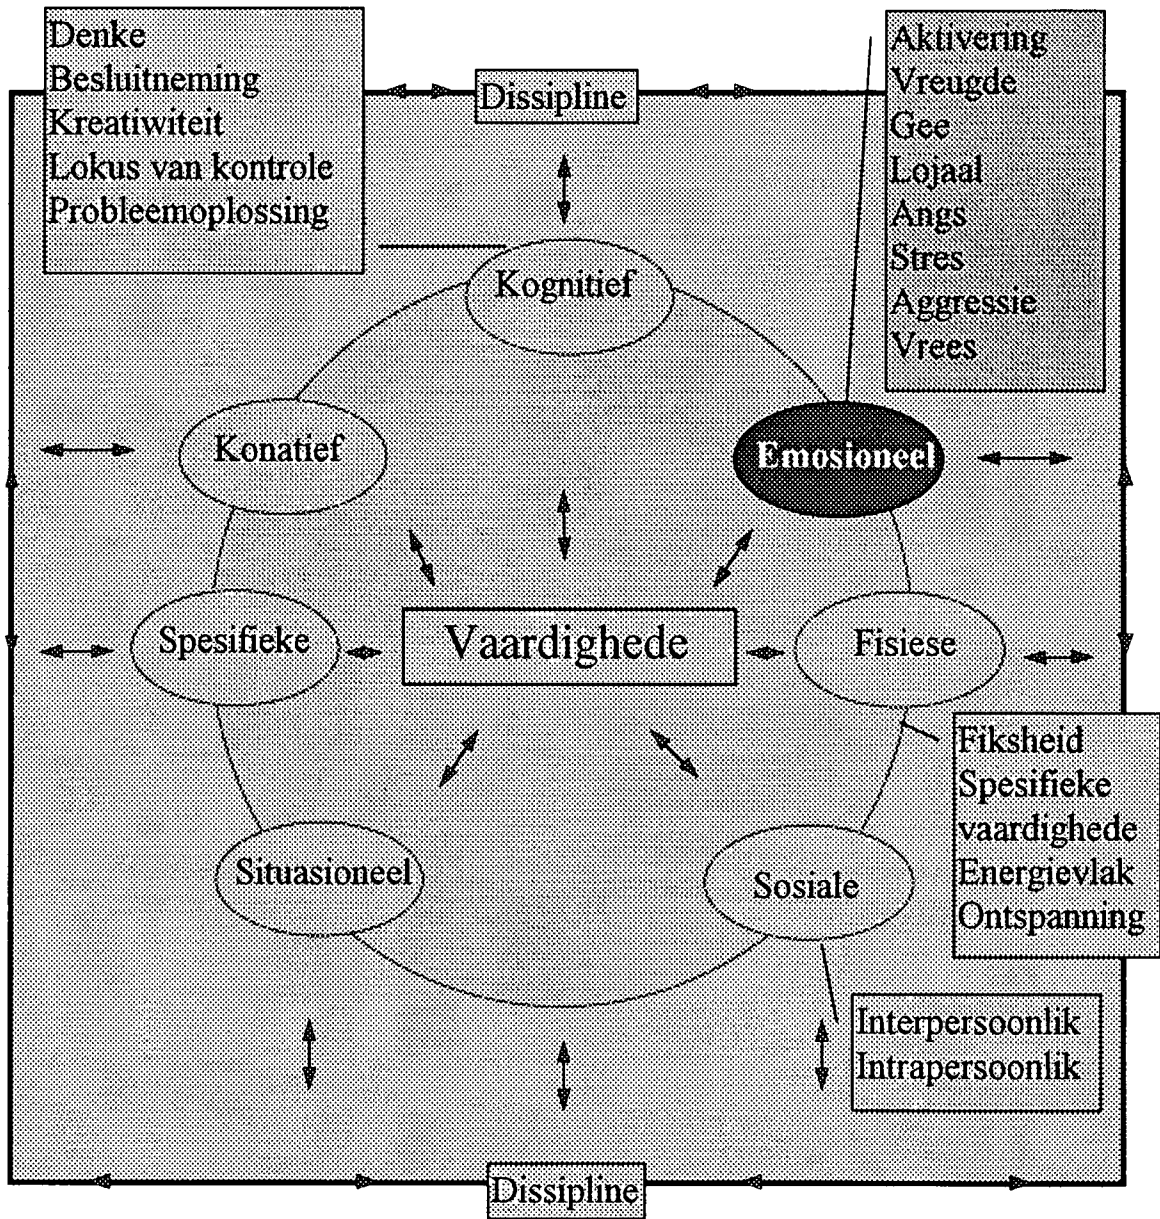 Denke
Besluitneming
Kreatiwiteit
Lokus van kontrole
Probleemoplossing
Dissipline
Aktivering
Vreugde
Gee
Lojaal
Angs
Stres
Aggressie
Vrees
Kognitief
Konatief
Emosioneel
Spesifieke
Vaardighede
Fisiese
Fiksheid
Spesifieke
vaardighede
Energievlak
Ontspanning
Situasioneel
Sosiale
Interpersoonlik
Intrapersoonlik
Dissipline